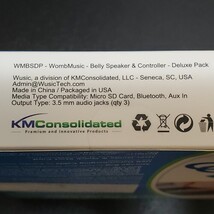 WMBSDP - WombMusic - Belly Speaker & Controller - Deluxe Pack
Wusic, a division of KMConsolidated, LLC - Seneca, SC, USA
Admin@WusicTech.com
Made in China / Packaged in USA
Media Type Compatibility: Micro SD Card, Bluetooth, Aux In
Output Type: 3.5 mm audio jacks (qty 3)
KMConsolidated
Premium and Innovative Products